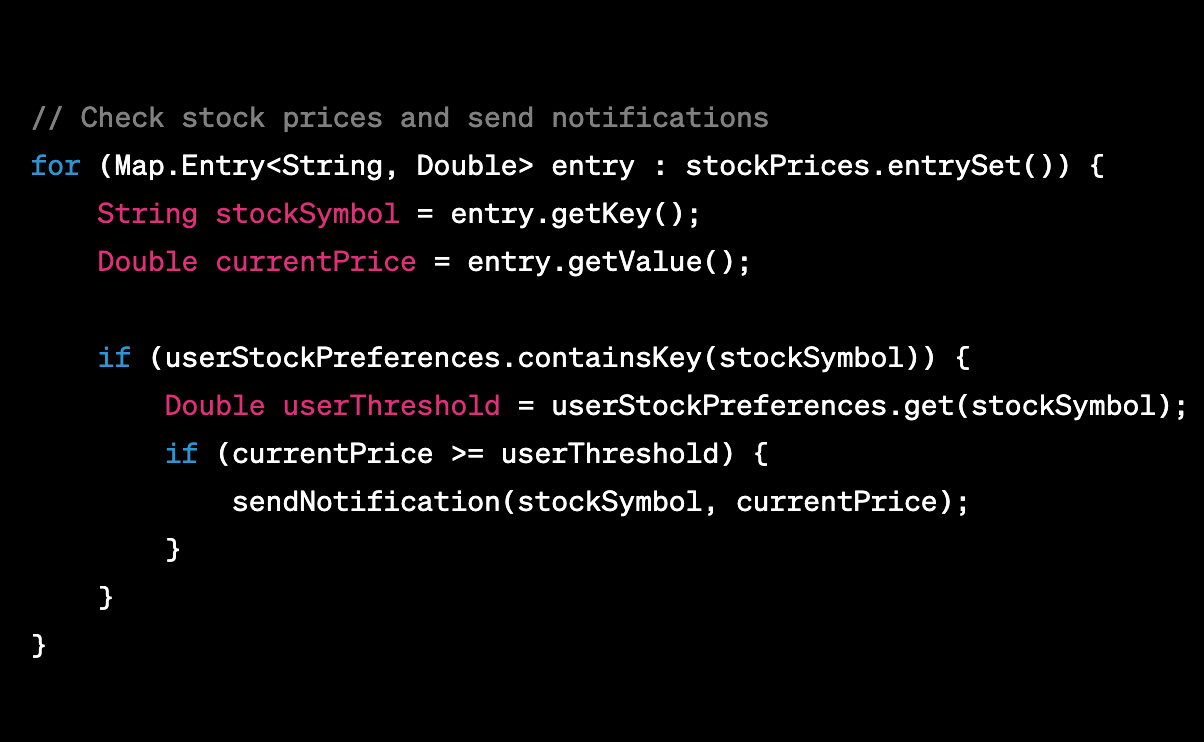 // Check stock prices and send notifications
for (Map.Entry<String, Double> entry : stockPrices.entrySet()) {
    String stockSymbol = entry.getKey();
    Double currentPrice = entry.getValue();

    if (userStockPreferences.containsKey(stockSymbol)) {
        Double userThreshold = userStockPreferences.get(stockSymbol);
        if (currentPrice >= userThreshold) {
            sendNotification(stockSymbol, currentPrice);
        }
    }
}